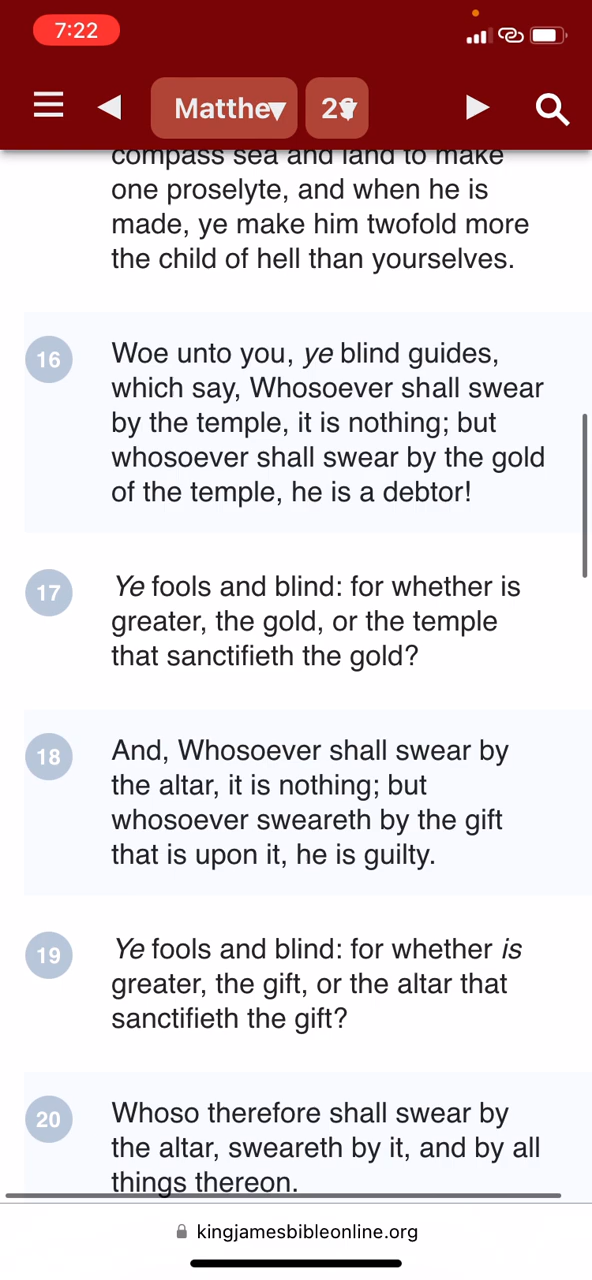 7:22
Matthe
compass sea and land to make
one proselyte, and when he is
made, ye make him twofold more
the child of hell than yourselves.
16 Woe unto you, ye blind guides,
which say, Whosoever shall swear
by the temple, it is nothing; but
whosoever shall swear by the gold
of the temple, he is a debtor!
17 Ye fools and blind: for whether is
greater, the gold, or the temple
that sanctifieth the gold?
18 And, Whosoever shall swear by
the altar, it is nothing; but
whosoever sweareth by the gift
that is upon it, he is guilty.
19 Ye fools and blind: for whether is
greater, the gift, or the altar that
sanctifieth the gift?
20 Whoso therefore shall swear by
the altar, sweareth by it, and by all
things thereon.
kingjamesbibleonline.org